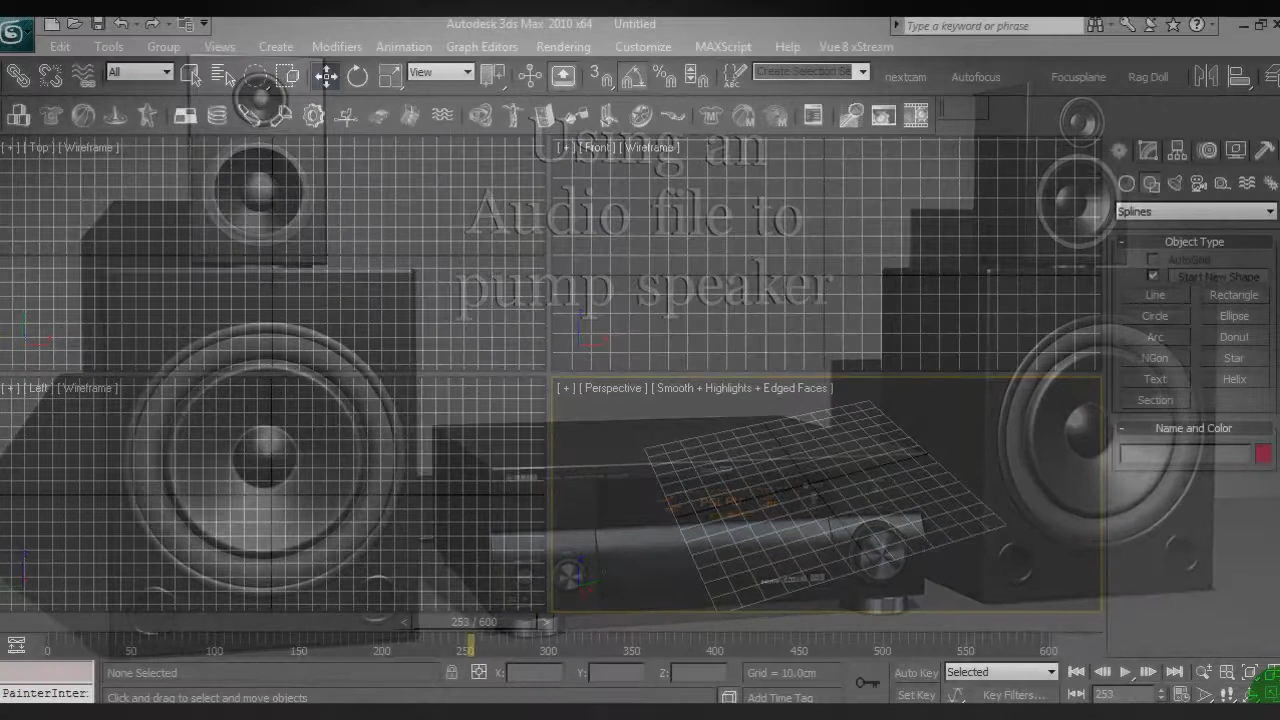 Autodesk 3ds Max 2010 x64 Untitled
Type a keyword or phrase
Edit Tools Group Views Create Modifiers Animation Graph Editors Rendering Customize MAXScript Help Vue 8 xStream
All View Create Selection Se nextcam Autofocus Focusplane Rag Doll
[ + ] [ Top ] [ Wireframe ]
[ + ] [ Front ] [ Wireframe ]
Using an
Audio file to
pump speaker
Splines
Object Type
AutoGrid
Start New Shape
Line Rectangle
Circle Ellipse
Arc Donut
NGon Star
Text Helix
Section
Name and Color
[ + ] [ Left ] [ Wireframe ]
[ + ] [ Perspective ] [ Smooth + Highlights + Edged Faces ]
253 / 600
0 50 100 150 200 250 300 350 400 450 500 550 600
None Selected X: Y: Z: Grid = 10.0cm Auto Key Selected
PainterInter Click and drag to select and move objects Add Time Tag Set Key Key Filters... 253